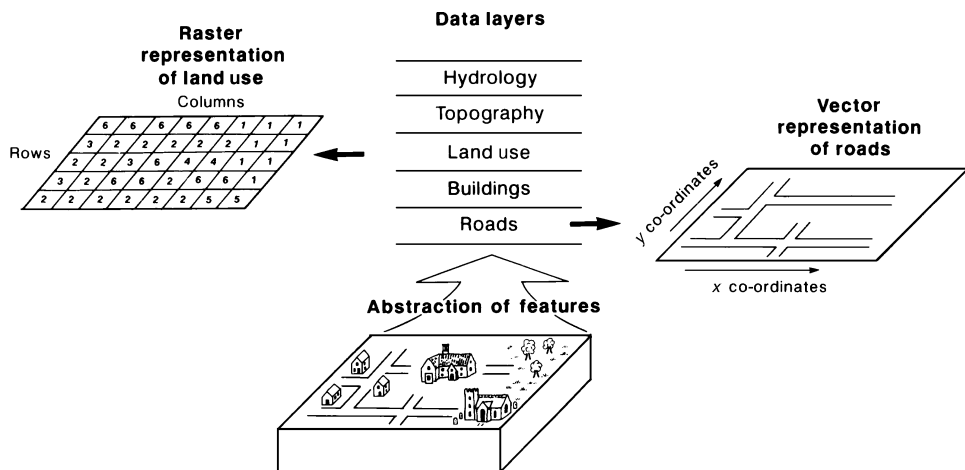 Data layers
Raster
representation
of land use
Columns
Rows
6 6 6 6 6 1 1 1
3 2 2 2 2 2 1 1
2 2 3 6 4 4 1 1
3 2 6 6 2 6 6 1
2 2 2 2 2 2 5 5
Hydrology
Topography
Land use
Buildings
Roads
Vector
representation
of roads
y co-ordinates
x co-ordinates
Abstraction of features